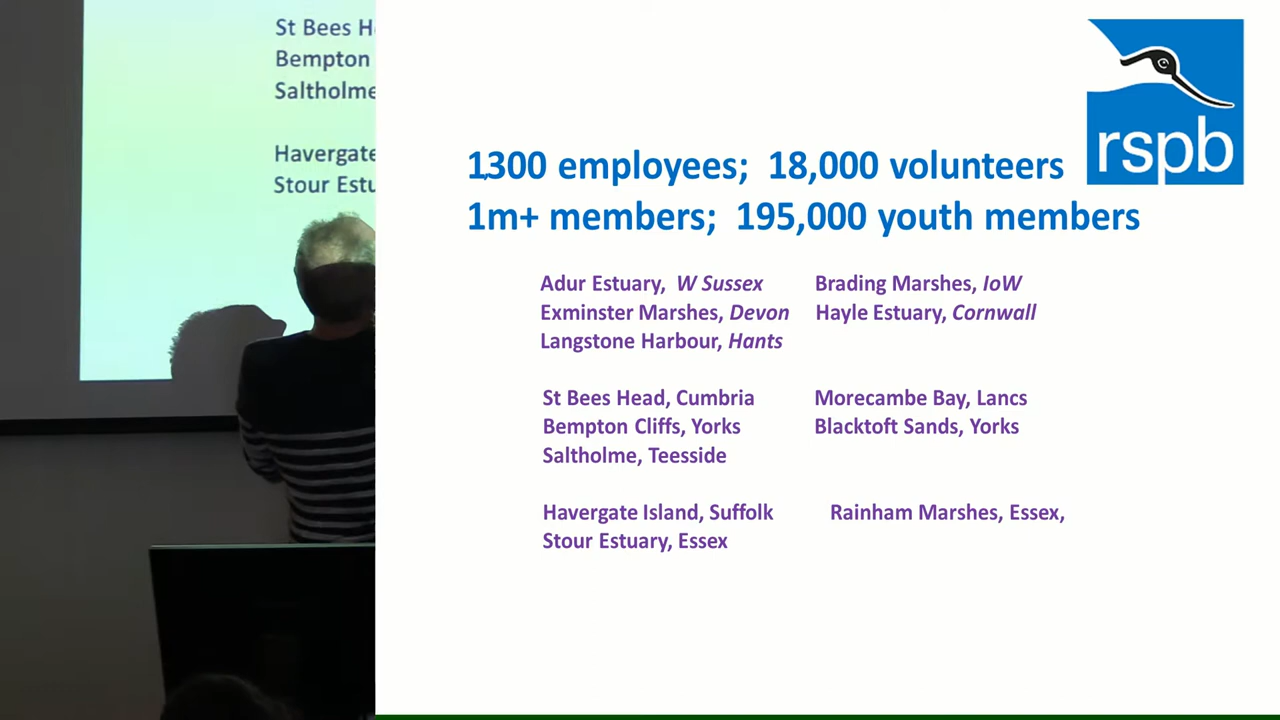 St Bees H
Bempton
Saltholme
Havergate
Stour Estu
rspb
1,300 employees; 18,000 volunteers
1m+ members; 195,000 youth members
Adur Estuary, W Sussex Brading Marshes, IoW
Exminster Marshes, Devon Hayle Estuary, Cornwall
Langstone Harbour, Hants
St Bees Head, Cumbria Morecambe Bay, Lancs
Bempton Cliffs, Yorks Blacktoft Sands, Yorks
Saltholme, Teesside
Havergate Island, Suffolk Rainham Marshes, Essex,
Stour Estuary, Essex